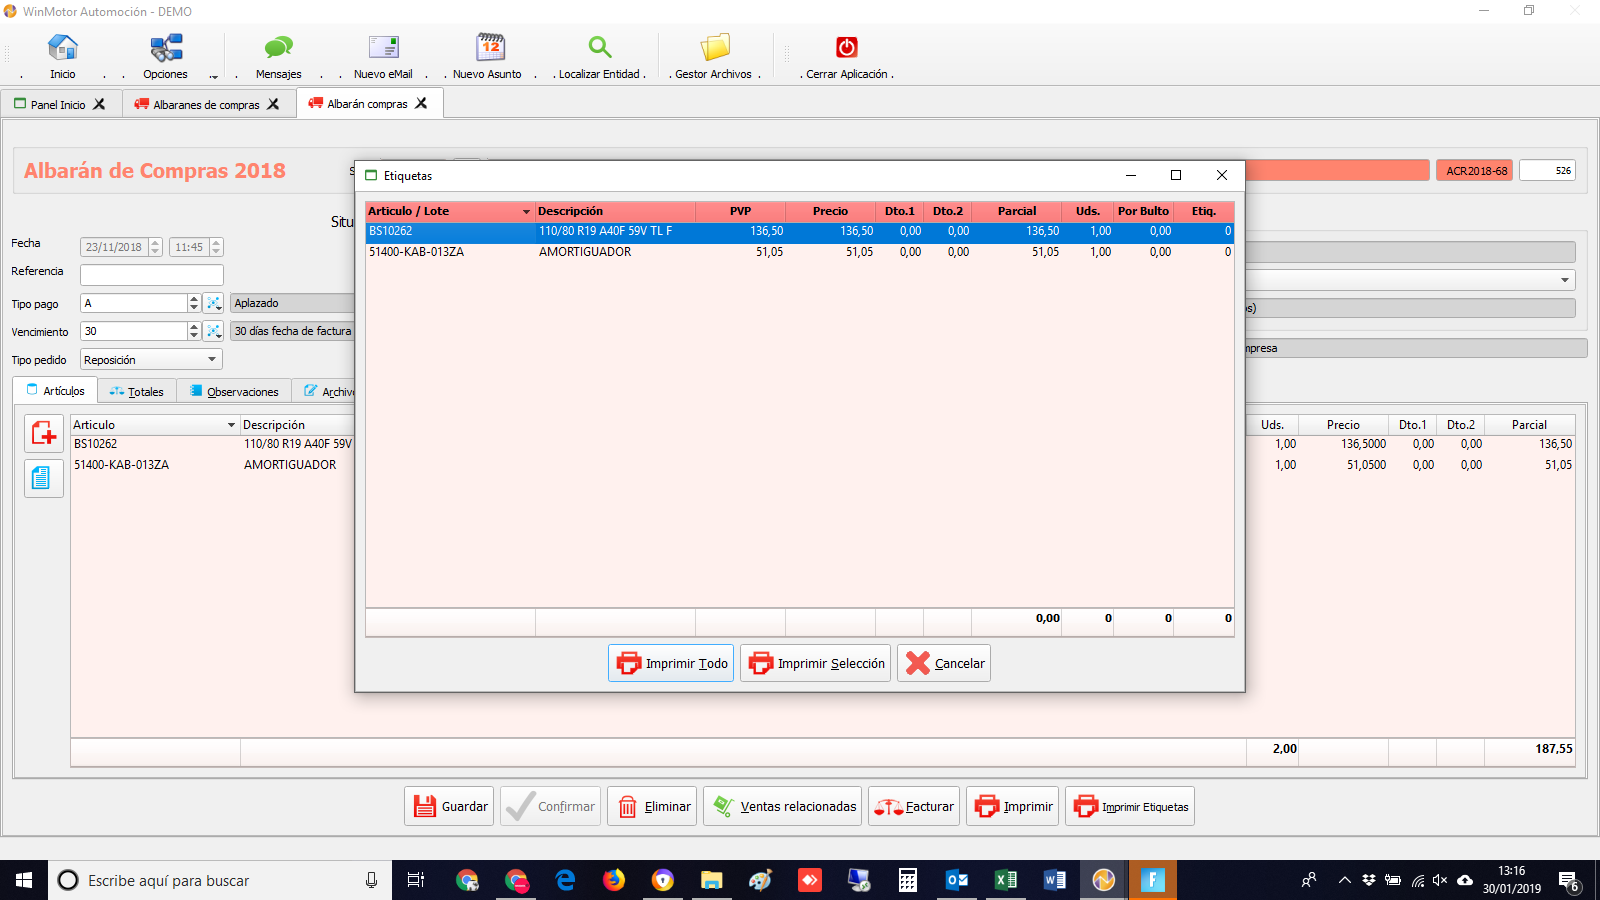 WinMotor Automoción - DEMO
. Inicio .
. Opciones .
. Mensajes .
. Nuevo eMail .
. Nuevo Asunto .
. Localizar Entidad .
. Gestor Archivos .
. Cerrar Aplicación .
Panel Inicio
Albaranes de compras
Albarán compras
Albarán de Compras 2018
ACR2018-68
526
Situ
Fecha 23/11/2018 11:45
Referencia
Tipo pago A Aplazado
Vencimiento 30 30 días fecha de factura
Tipo pedido Reposición
os)
mpresa
Artículos Totales Observaciones Archiv
Articulo Descripción Uds. Precio Dto.1 Dto.2 Parcial
BS10262 110/80 R19 A40F 59V 1,00 136,5000 0,00 0,00 136,50
51400-KAB-013ZA AMORTIGUADOR 1,00 51,0500 0,00 0,00 51,05
2,00 187,55
Etiquetas
Articulo / Lote Descripción PVP Precio Dto.1 Dto.2 Parcial Uds. Por Bulto Etiq.
BS10262 110/80 R19 A40F 59V TL F 136,50 136,50 0,00 0,00 136,50 1,00 0,00 0
51400-KAB-013ZA AMORTIGUADOR 51,05 51,05 0,00 0,00 51,05 1,00 0,00 0
0,00 0 0 0
Imprimir Todo
Imprimir Selección
Cancelar
Guardar
Confirmar
Eliminar
Ventas relacionadas
Facturar
Imprimir
Imprimir Etiquetas
Escribe aquí para buscar
13:16
30/01/2019
6